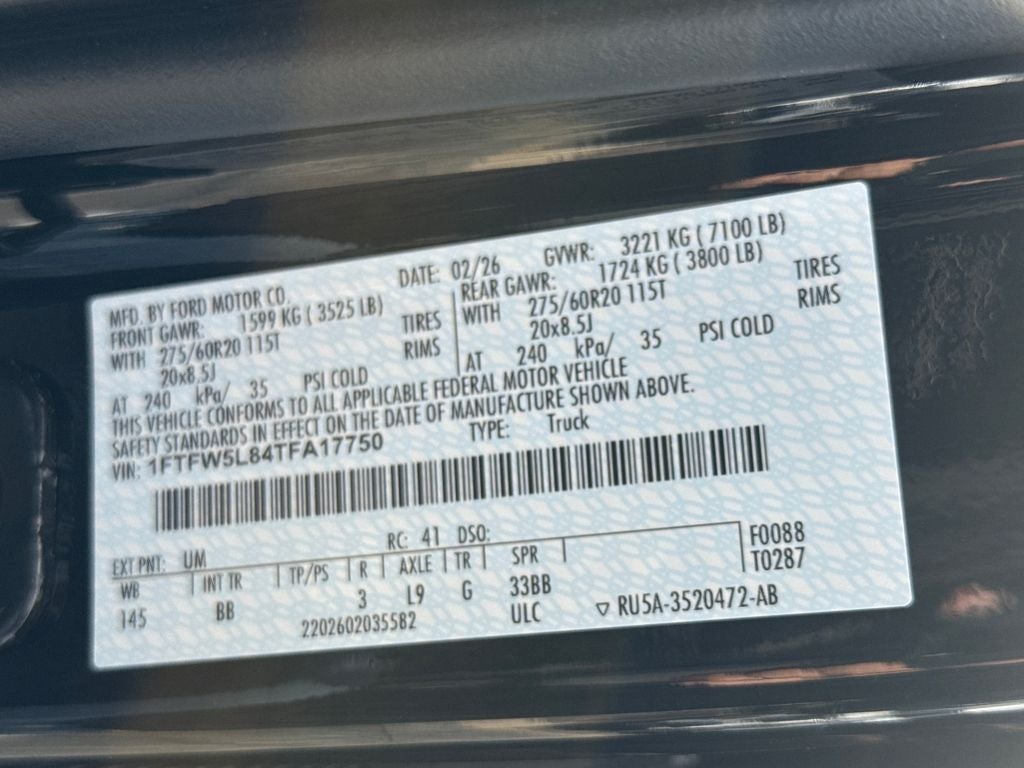 MFD. BY FORD MOTOR CO. DATE: 02/26 GVWR: 3221 KG ( 7100 LB)
FRONT GAWR: 1599 KG ( 3525 LB) REAR GAWR: 1724 KG ( 3800 LB)
WITH 275/60R20 115T TIRES WITH 275/60R20 115T TIRES
20x8.5J RIMS 20x8.5J RIMS
AT 240 kPa/ 35 PSI COLD AT 240 kPa/ 35 PSI COLD
THIS VEHICLE CONFORMS TO ALL APPLICABLE FEDERAL MOTOR VEHICLE
SAFETY STANDARDS IN EFFECT ON THE DATE OF MANUFACTURE SHOWN ABOVE.
VIN: 1FTFW5L84TFA17750 TYPE: Truck
EXT PNT: UM RC: 41 DSO: F0088
WB INT TR TP/PS R AXLE TR SPR T0287
145 BB 3 L9 G 33BB
2202602035582 ULC ▽ RU5A-3520472-AB